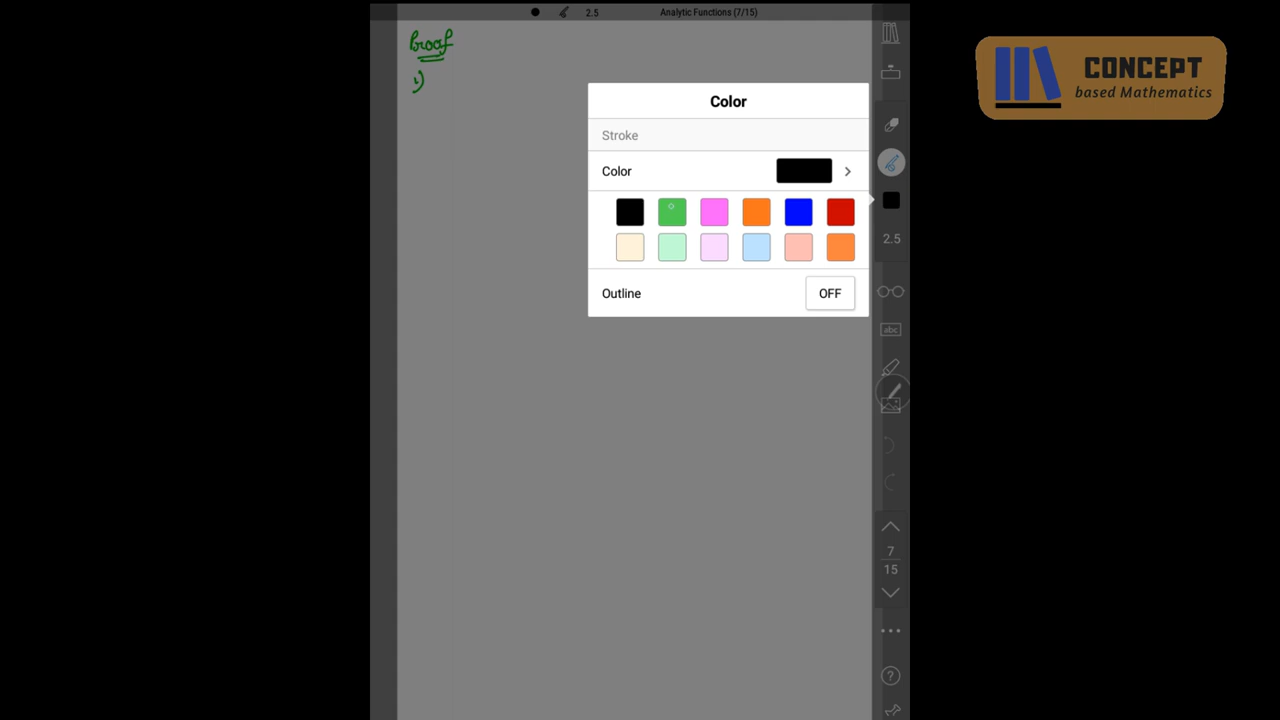 2.5 Analytic Functions (7/15)
Proof
i)
Color
Stroke
Color
Outline OFF
2.5
abc
7
15
?
CONCEPT
based Mathematics